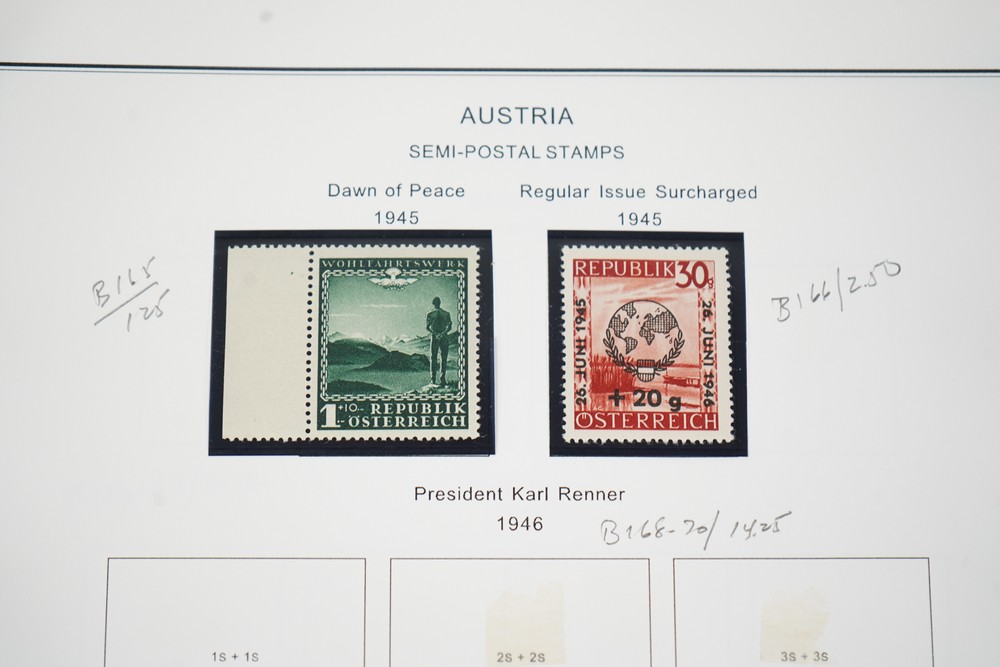 AUSTRIA
SEMI-POSTAL STAMPS
Dawn of Peace
1945
Regular Issue Surcharged
1945
B165/
125
WOHLFAHRTSWERK
1.- +10.- REPUBLIK
ÖSTERREICH
REPUBLIK 30g
26. JUNI 1945
26. JUNI 1946
+ 20 g
ÖSTERREICH
B166/2.50
President Karl Renner
1946
B168-70/ 14.25
1S + 1S
2S + 2S
3S + 3S